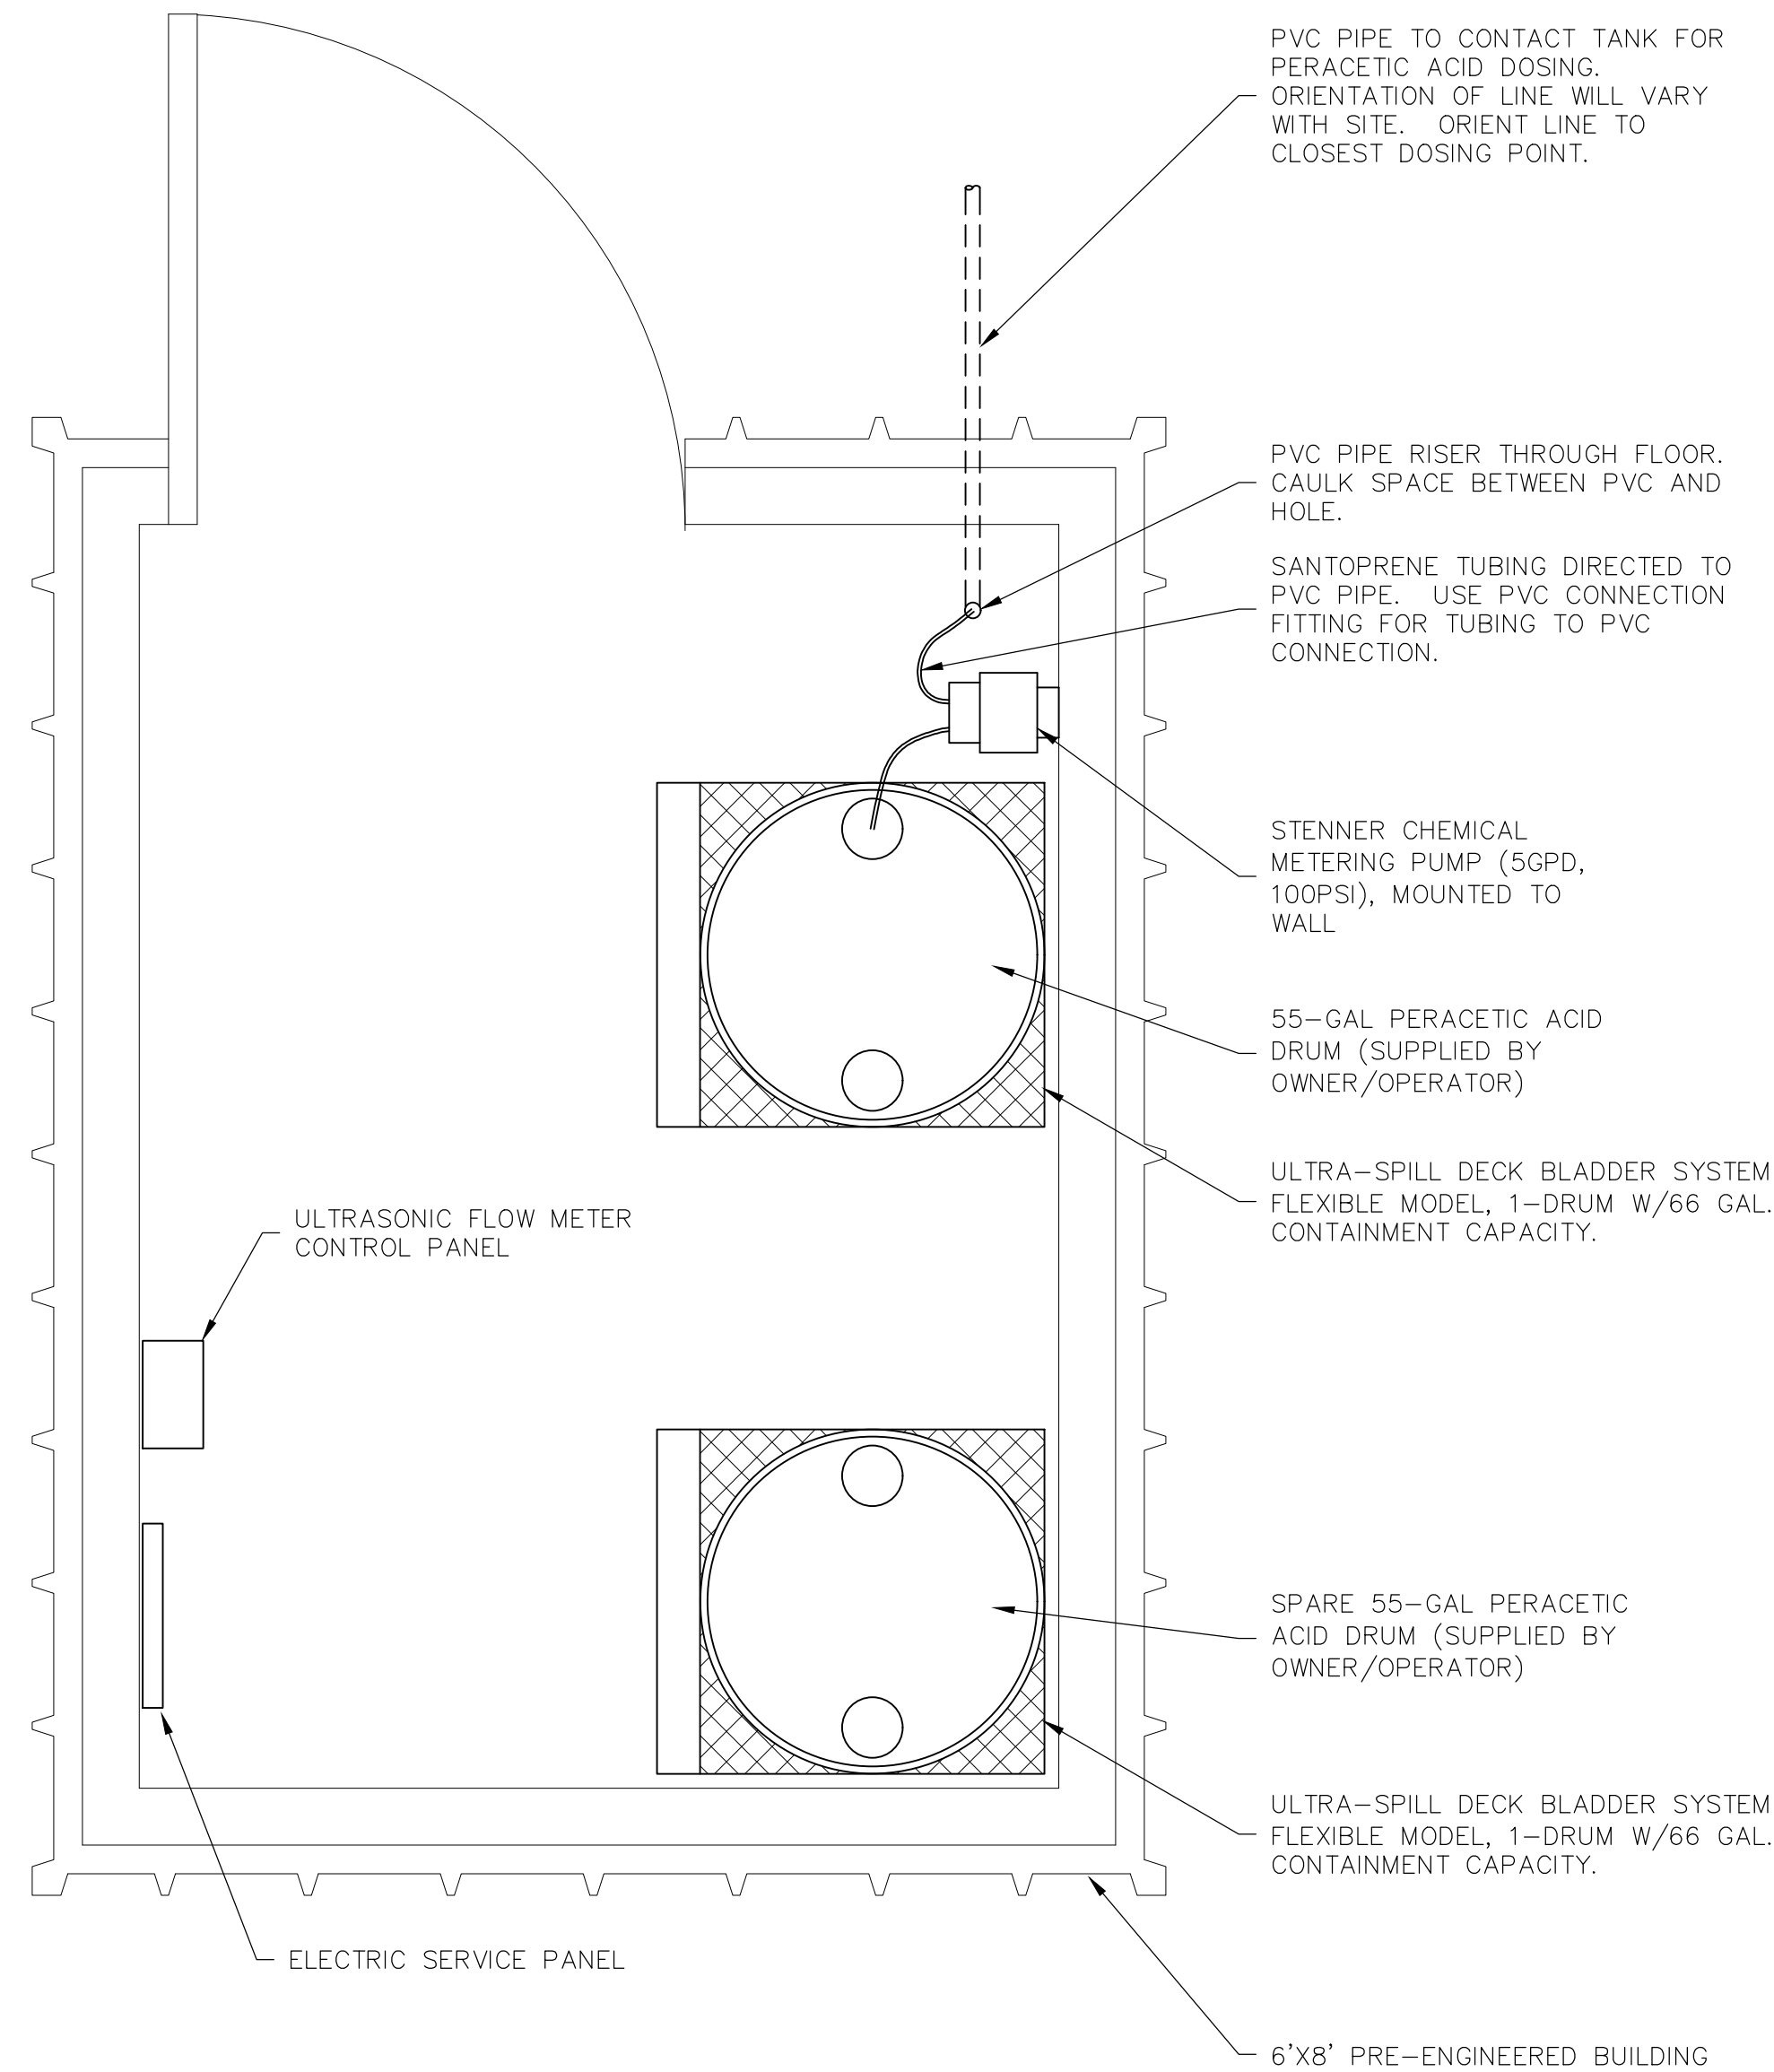 PVC PIPE TO CONTACT TANK FOR
PERACETIC ACID DOSING.
ORIENTATION OF LINE WILL VARY
WITH SITE.  ORIENT LINE TO
CLOSEST DOSING POINT.
PVC PIPE RISER THROUGH FLOOR.
CAULK SPACE BETWEEN PVC AND
HOLE.
SANTOPRENE TUBING DIRECTED TO
PVC PIPE.  USE PVC CONNECTION
FITTING FOR TUBING TO PVC
CONNECTION.
STENNER CHEMICAL
METERING PUMP (5GPD,
100PSI), MOUNTED TO
WALL
55-GAL PERACETIC ACID
DRUM (SUPPLIED BY
OWNER/OPERATOR)
ULTRA-SPILL DECK BLADDER SYSTEM
FLEXIBLE MODEL, 1-DRUM W/66 GAL.
CONTAINMENT CAPACITY.
ULTRASONIC FLOW METER
CONTROL PANEL
SPARE 55-GAL PERACETIC
ACID DRUM (SUPPLIED BY
OWNER/OPERATOR)
ULTRA-SPILL DECK BLADDER SYSTEM
FLEXIBLE MODEL, 1-DRUM W/66 GAL.
CONTAINMENT CAPACITY.
ELECTRIC SERVICE PANEL
6'X8' PRE-ENGINEERED BUILDING